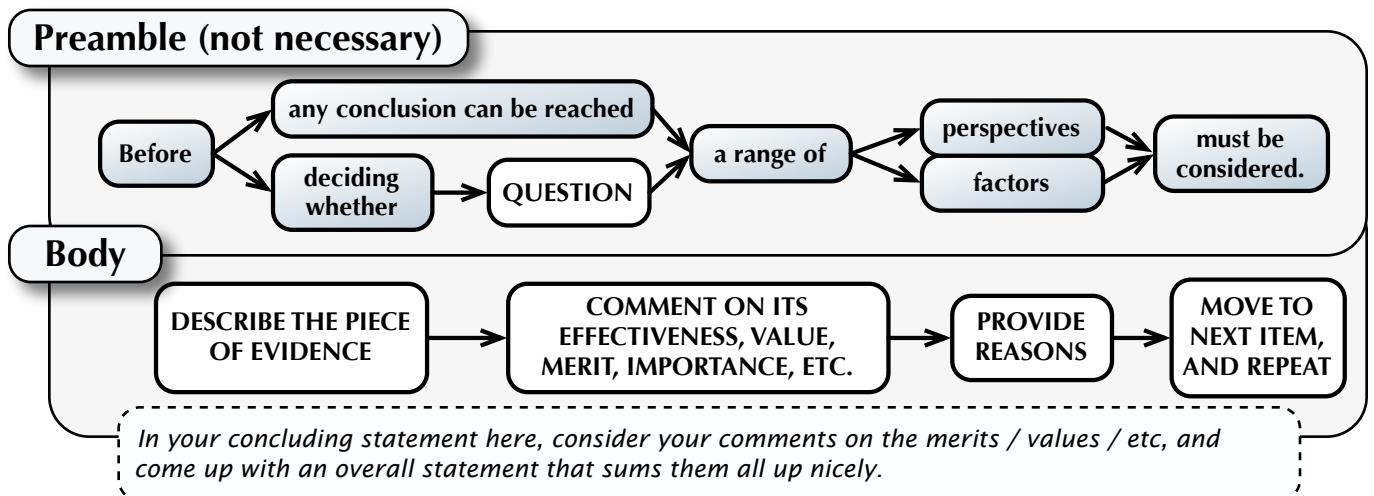 Preamble (not necessary)
Before
any conclusion can be reached
deciding
whether
QUESTION
a range of
perspectives
factors
must be
considered.
Body
DESCRIBE THE PIECE
OF EVIDENCE
COMMENT ON ITS
EFFECTIVENESS, VALUE,
MERIT, IMPORTANCE, ETC.
PROVIDE
REASONS
MOVE TO
NEXT ITEM,
AND REPEAT
In your concluding statement here, consider your comments on the merits / values / etc, and
come up with an overall statement that sums them all up nicely.